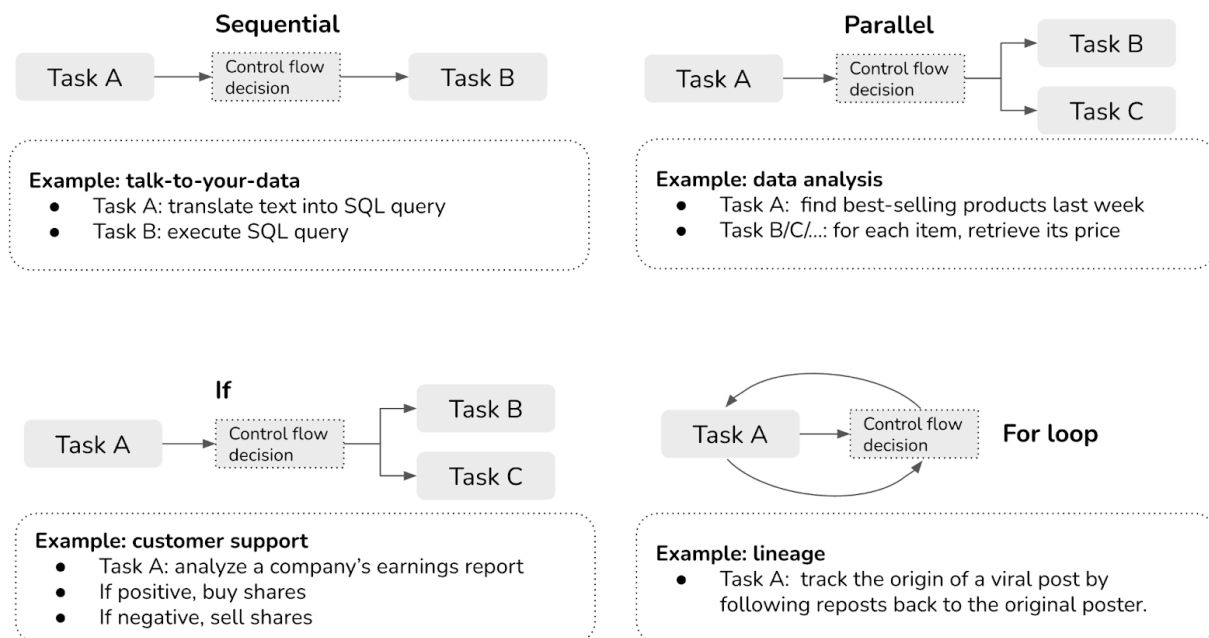 Sequential
Task A
Control flow
decision
Task B
Example: talk-to-your-data
● Task A: translate text into SQL query
● Task B: execute SQL query
Parallel
Task A
Control flow
decision
Task B
Task C
Example: data analysis
● Task A: find best-selling products last week
● Task B/C/...: for each item, retrieve its price
If
Task A
Control flow
decision
Task B
Task C
Example: customer support
● Task A: analyze a company's earnings report
● If positive, buy shares
● If negative, sell shares
Task A
Control flow
decision
For loop
Example: lineage
● Task A: track the origin of a viral post by
following reposts back to the original poster.